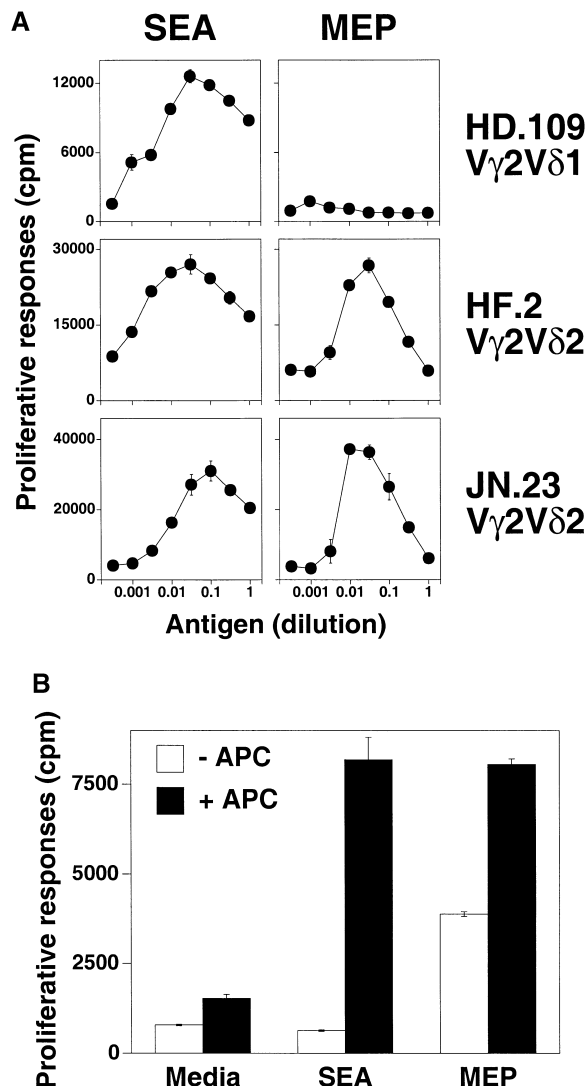 A
SEA MEP
Proliferative responses (cpm)
12000
6000
0
HD.109
Vγ2Vδ1
30000
15000
0
HF.2
Vγ2Vδ2
40000
20000
0
JN.23
Vγ2Vδ2
0.001 0.01 0.1 1 0.001 0.01 0.1 1
Antigen (dilution)
B
Proliferative responses (cpm)
- APC
+ APC
7500
5000
2500
0
Media SEA MEP